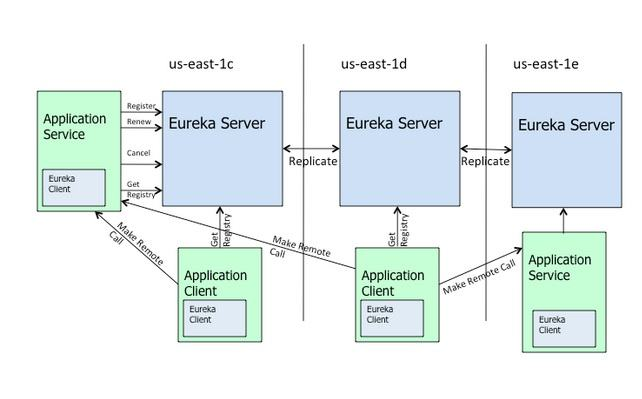 us-east-1c
us-east-1d
us-east-1e
Application
Service
Eureka
Client
Register
Renew
Cancel
Get
Registry
Eureka Server
Replicate
Eureka Server
Replicate
Eureka Server
Make Remote
Call
Get
Registry
Make Remote
Call
Get
Registry
Make Remote Call
Application
Client
Eureka
Client
Application
Client
Eureka
Client
Application
Service
Eureka
Client